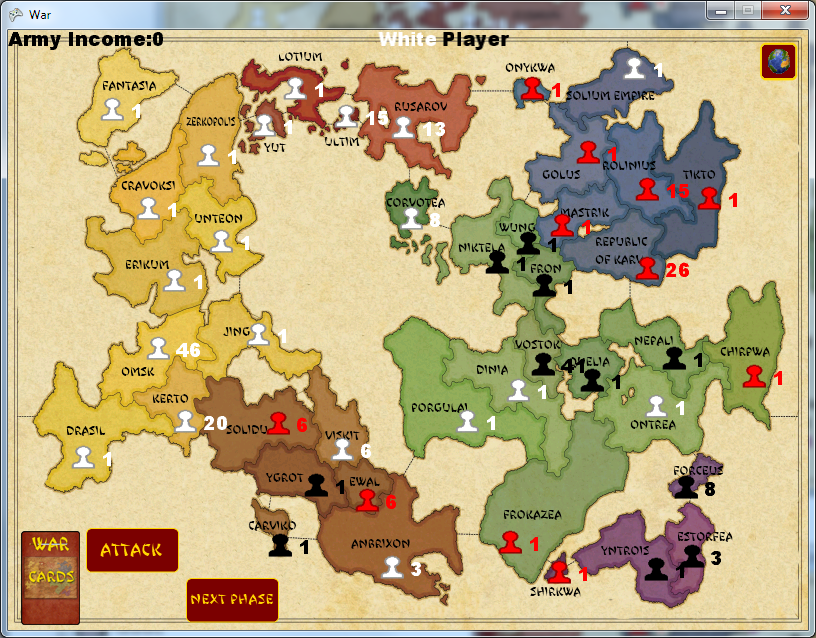 War
Army Income:0
White Player
LOTIUM
1
ONYKWA
1
SOLIUM EMPIRE
1
FANTASIA
1
ZERKOPOLIS
1
YUT
1
ULTIM
15
RUSAROV
13
GOLUS
1
ROLINIUS
15
TIKTO
1
CRAVOKSI
1
UNTEON
1
CORVOTEA
8
MASTRIK
1
WUNG
1
NIKTELA
1
FRON
1
REPUBLIC
OF KARU
26
ERIKUM
1
JING
1
OMSK
46
VOSTOK
41
DINIA
1
1
NEPALI
1
CHIRPWA
1
KERTO
20
DRASIL
1
SOLIDU
6
VISKIT
6
PORGULAI
1
ONTREA
1
YGROT
1
EWAL
6
FORCEUS
8
CARVIKO
1
ANBRIXON
3
FROKAZEA
1
SHIRKWA
1
YNTROIS
1
ESTORFEA
3
WAR
CARDS
ATTACK
NEXT PHASE